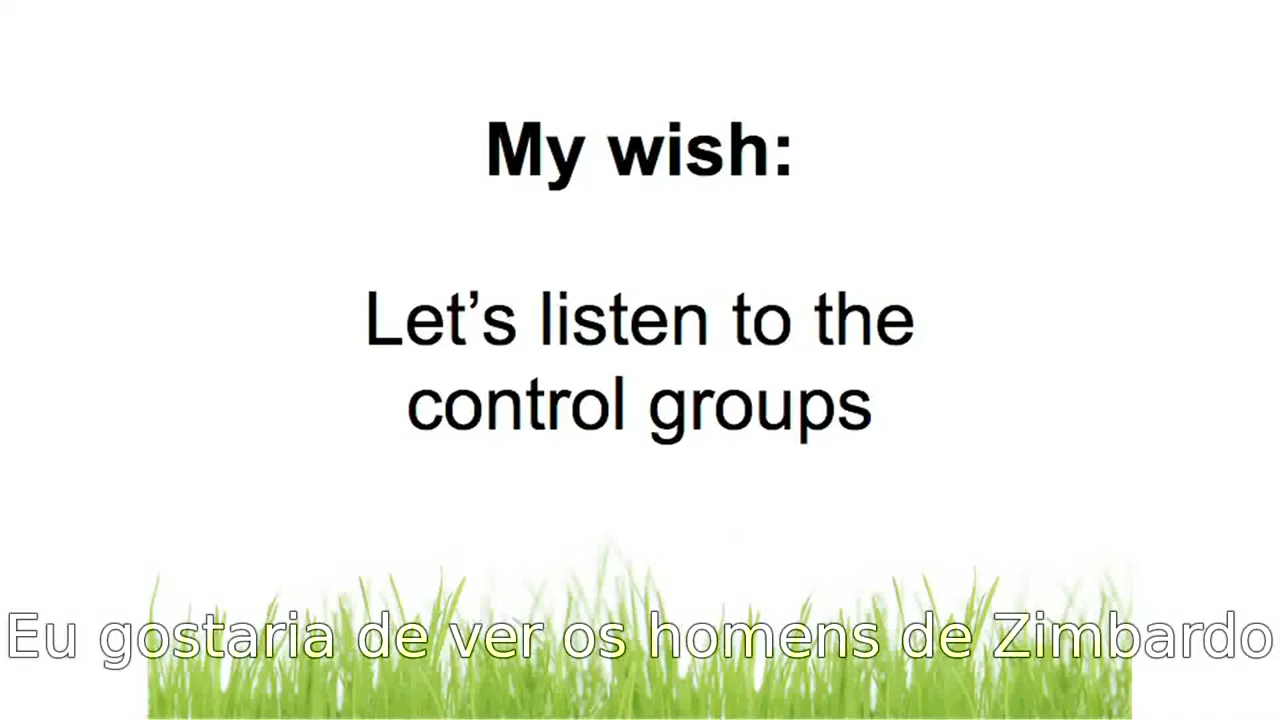 My wish:
Let’s listen to the
control groups
Eu gostaria de ver os homens de Zimbardo